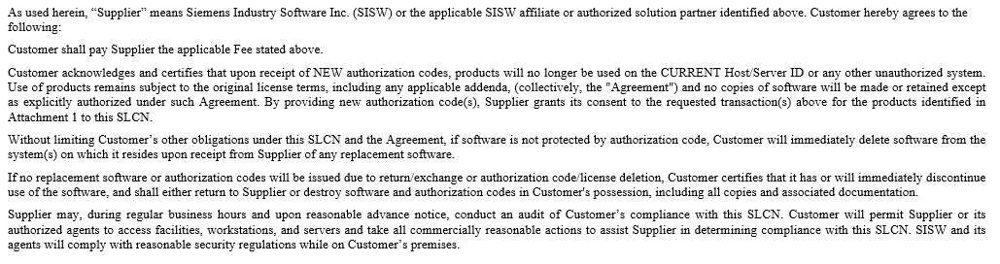 As used herein, “Supplier” means Siemens Industry Software Inc. (SISW) or the applicable SISW affiliate or authorized solution partner identified above. Customer hereby agrees to the
following:
Customer shall pay Supplier the applicable Fee stated above.
Customer acknowledges and certifies that upon receipt of NEW authorization codes, products will no longer be used on the CURRENT Host/Server ID or any other unauthorized system.
Use of products remains subject to the original license terms, including any applicable addenda, (collectively, the "Agreement") and no copies of software will be made or retained except
as explicitly authorized under such Agreement. By providing new authorization code(s), Supplier grants its consent to the requested transaction(s) above for the products identified in
Attachment 1 to this SLCN.
Without limiting Customer’s other obligations under this SLCN and the Agreement, if software is not protected by authorization code, Customer will immediately delete software from the
system(s) on which it resides upon receipt from Supplier of any replacement software.
If no replacement software or authorization codes will be issued due to return/exchange or authorization code/license deletion, Customer certifies that it has or will immediately discontinue
use of the software, and shall either return to Supplier or destroy software and authorization codes in Customer's possession, including all copies and associated documentation.
Supplier may, during regular business hours and upon reasonable advance notice, conduct an audit of Customer’s compliance with this SLCN. Customer will permit Supplier or its
authorized agents to access facilities, workstations, and servers and take all commercially reasonable actions to assist Supplier in determining compliance with this SLCN. SISW and its
agents will comply with reasonable security regulations while on Customer’s premises.